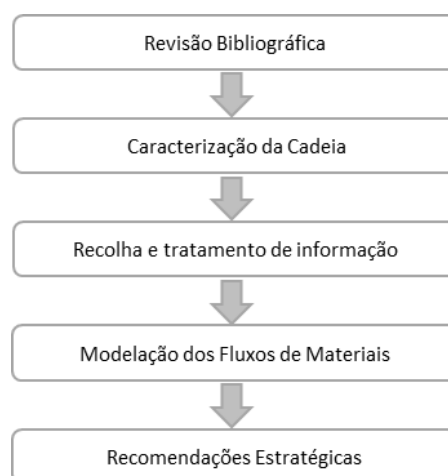 Revisão Bibliográfica
Caracterização da Cadeia
Recolha e tratamento de informação
Modelação dos Fluxos de Materiais
Recomendações Estratégicas